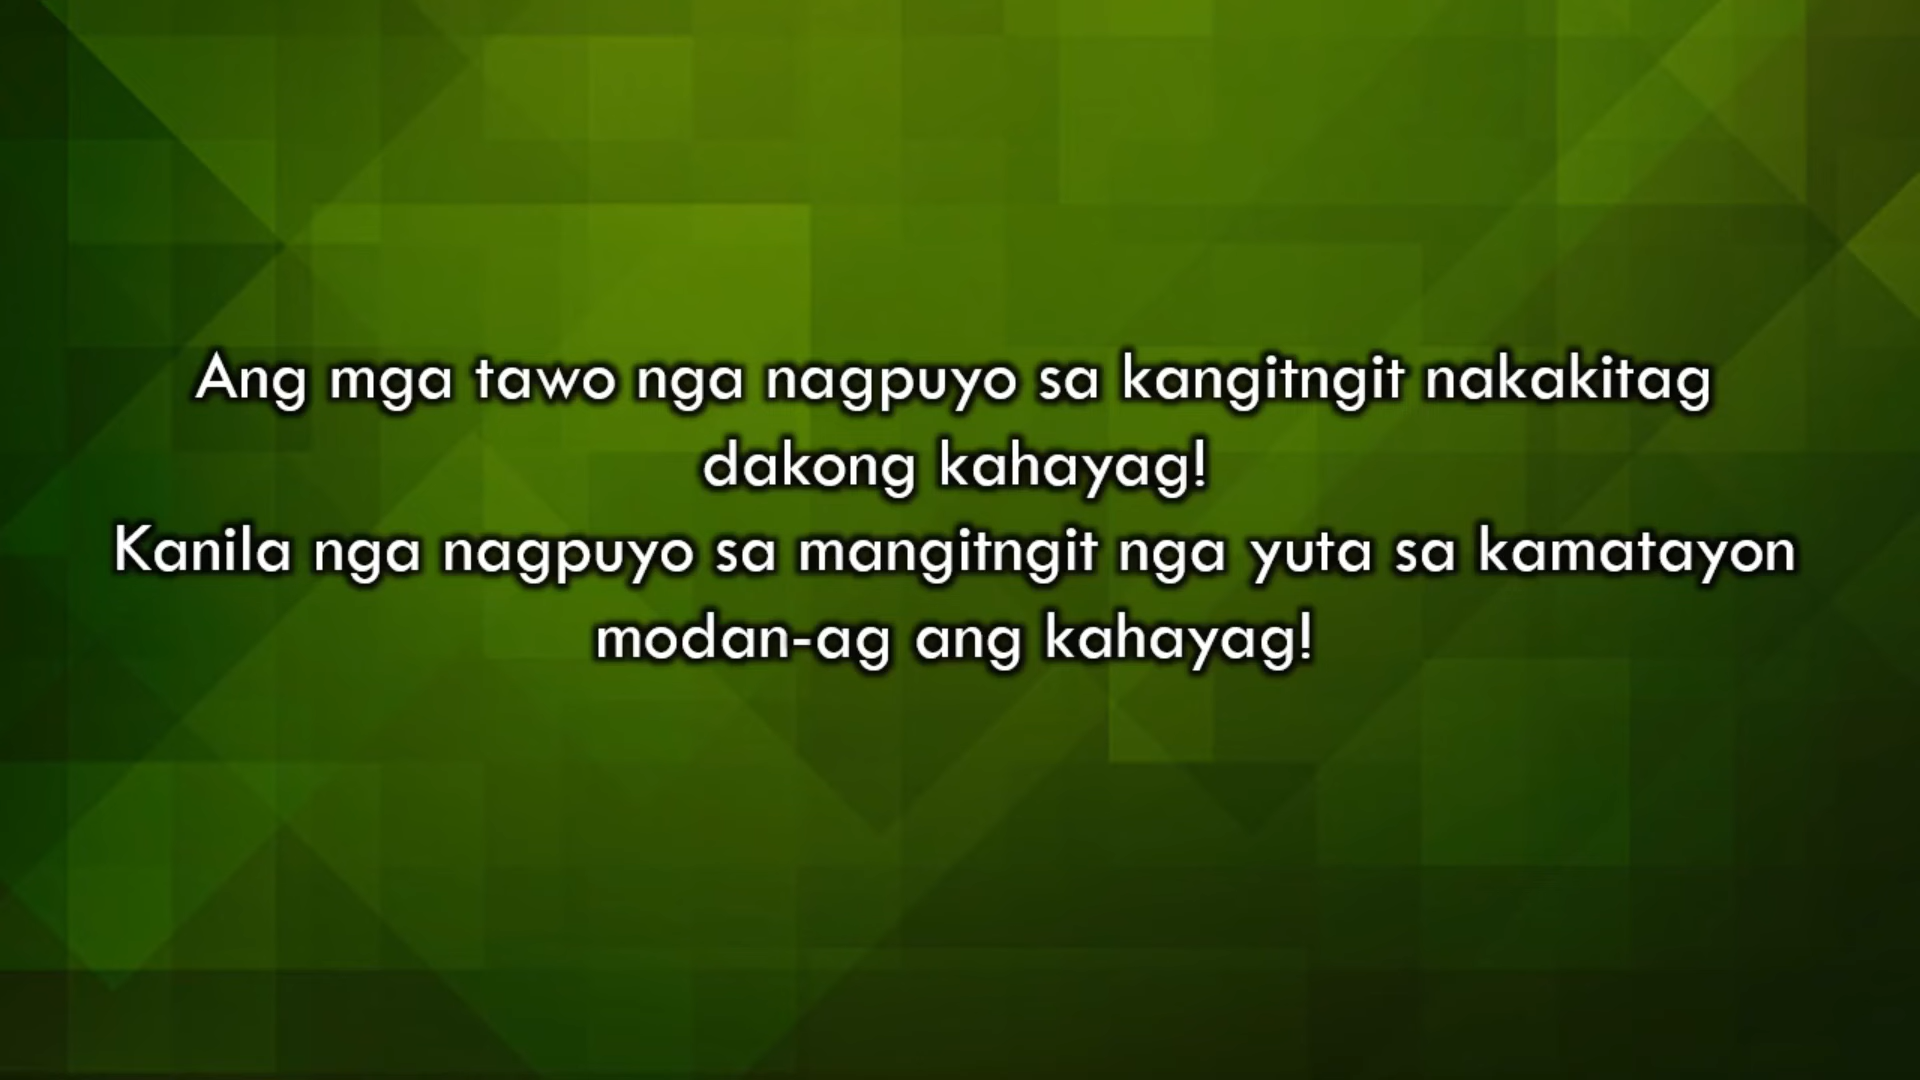 Ang mga tawo nga nagpuyo sa kangitngit nakakitag
dakong kahayag!
Kanila nga nagpuyo sa mangitngit nga yuta sa kamatayon
modan-ag ang kahayag!